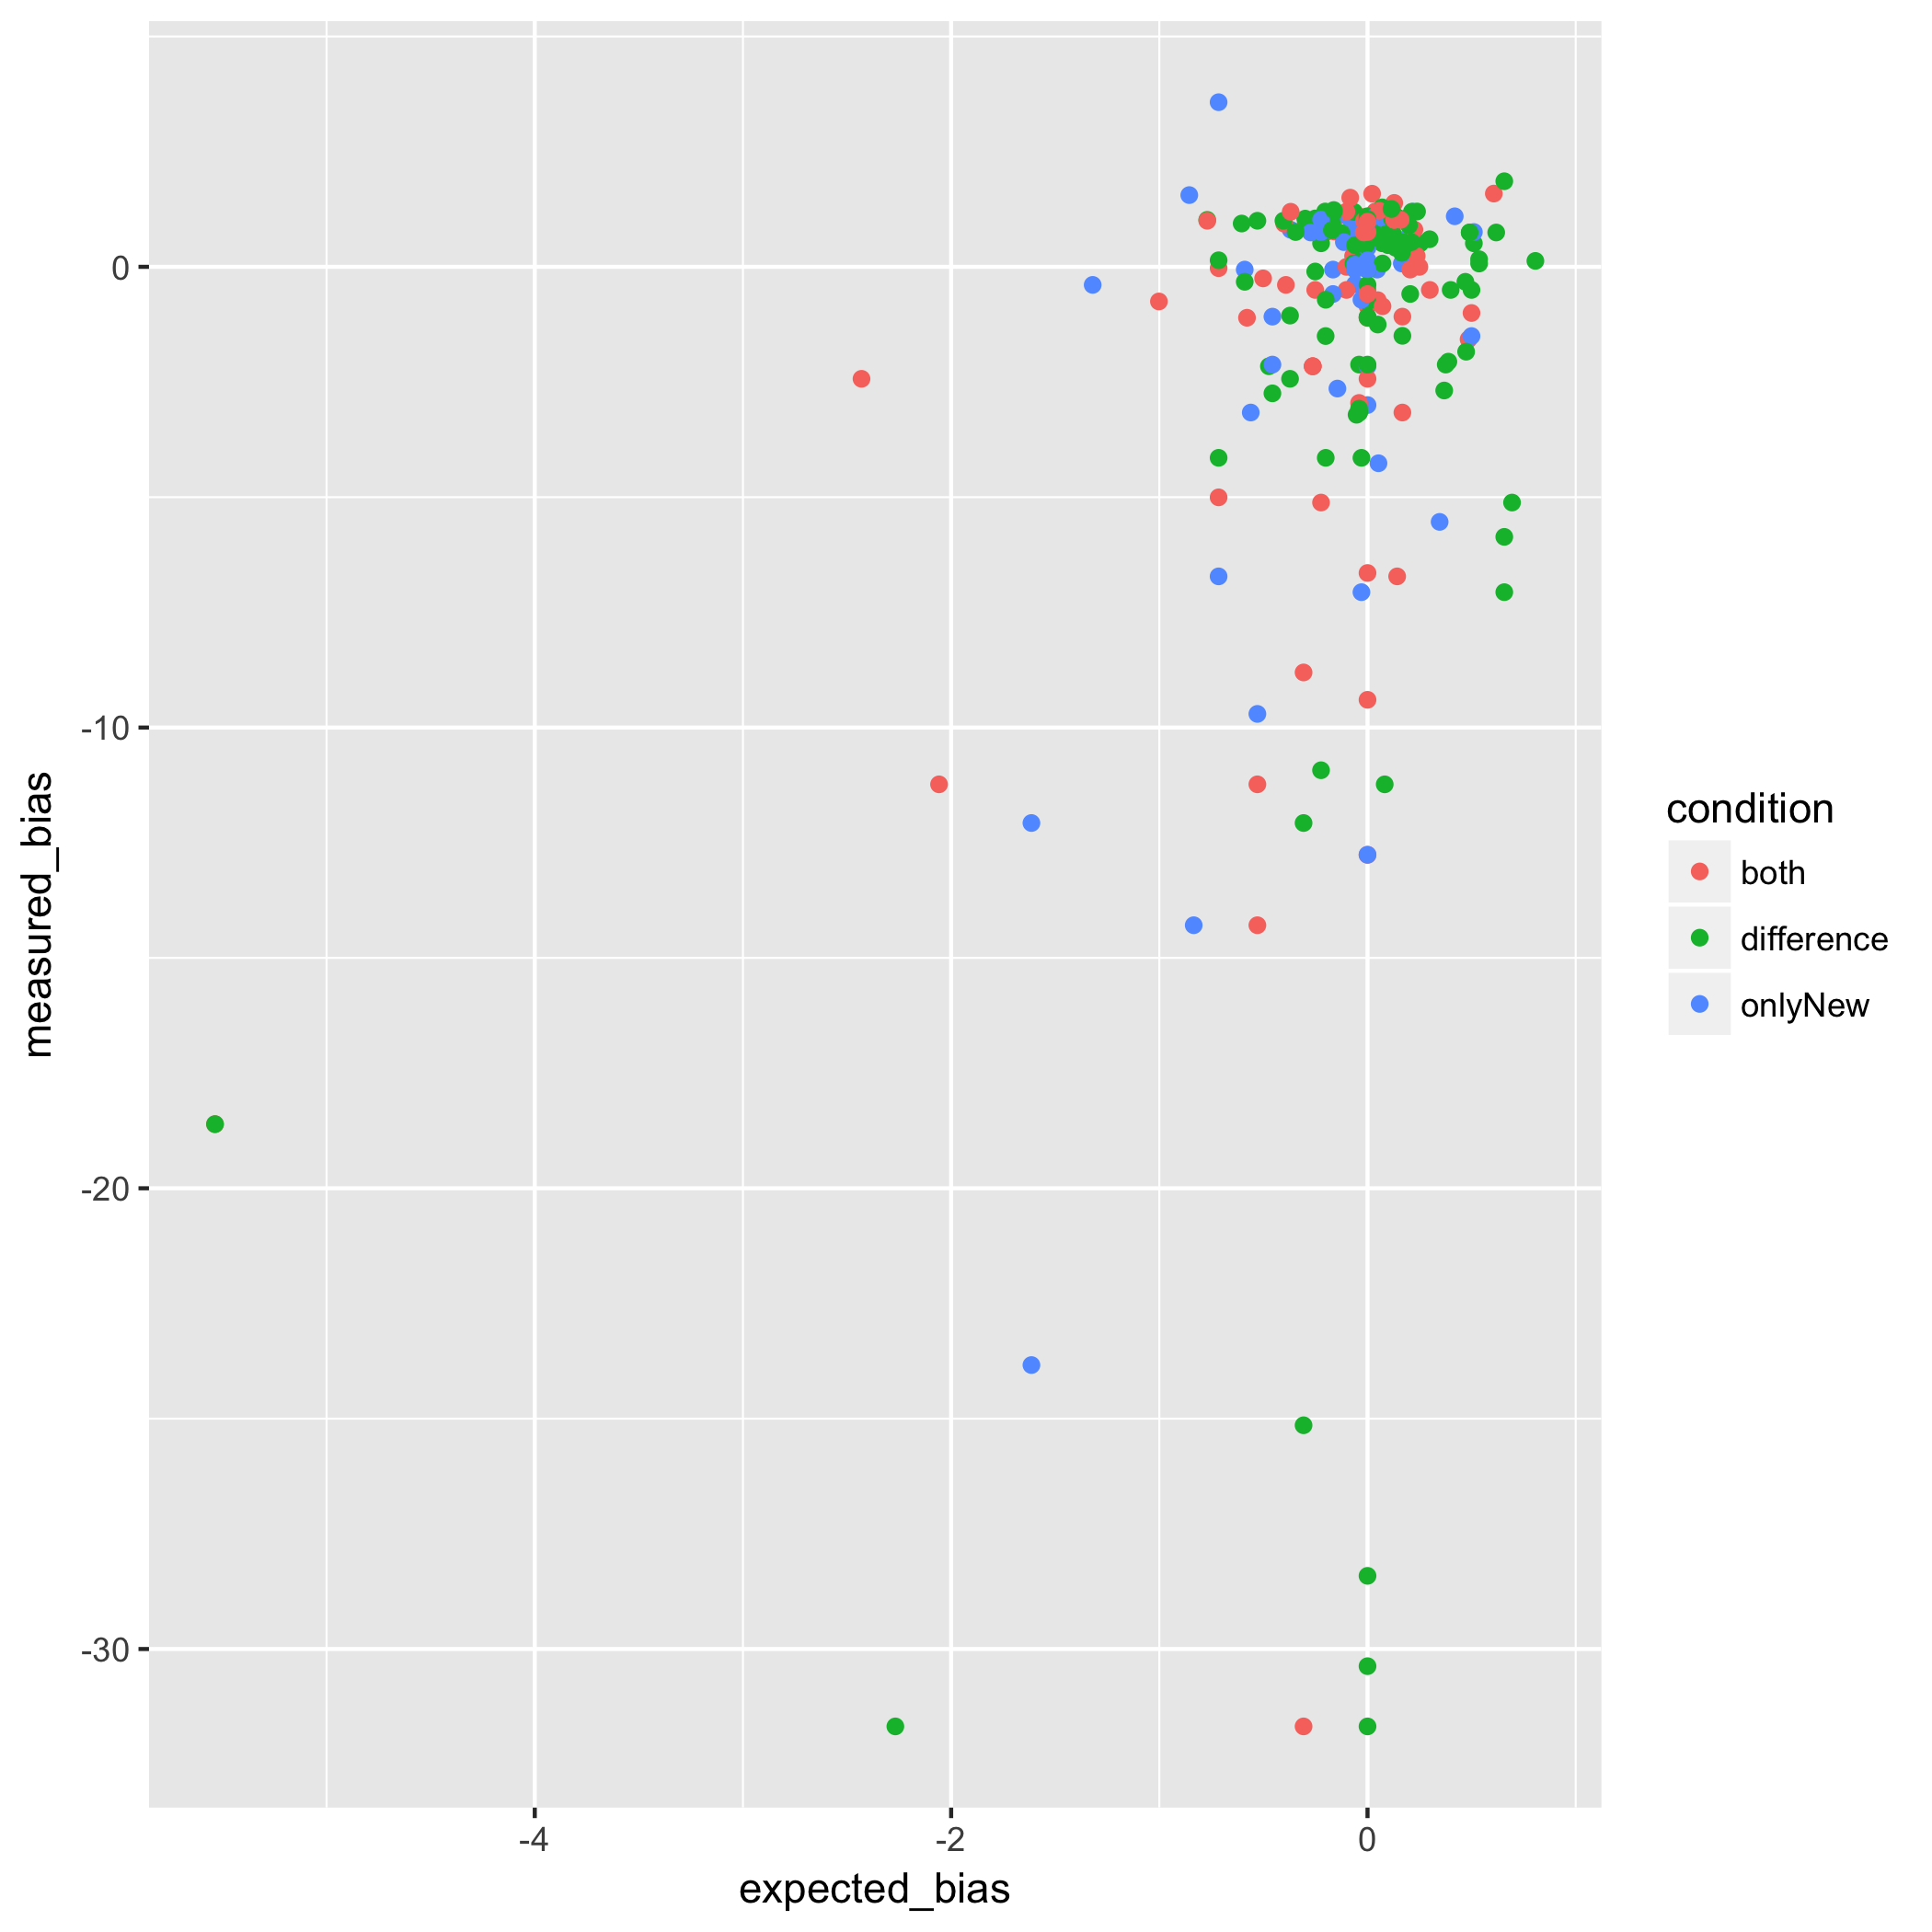 0
-10
-20
-30
measured_bias
-4
-2
0
expected_bias
condition
both
difference
onlyNew